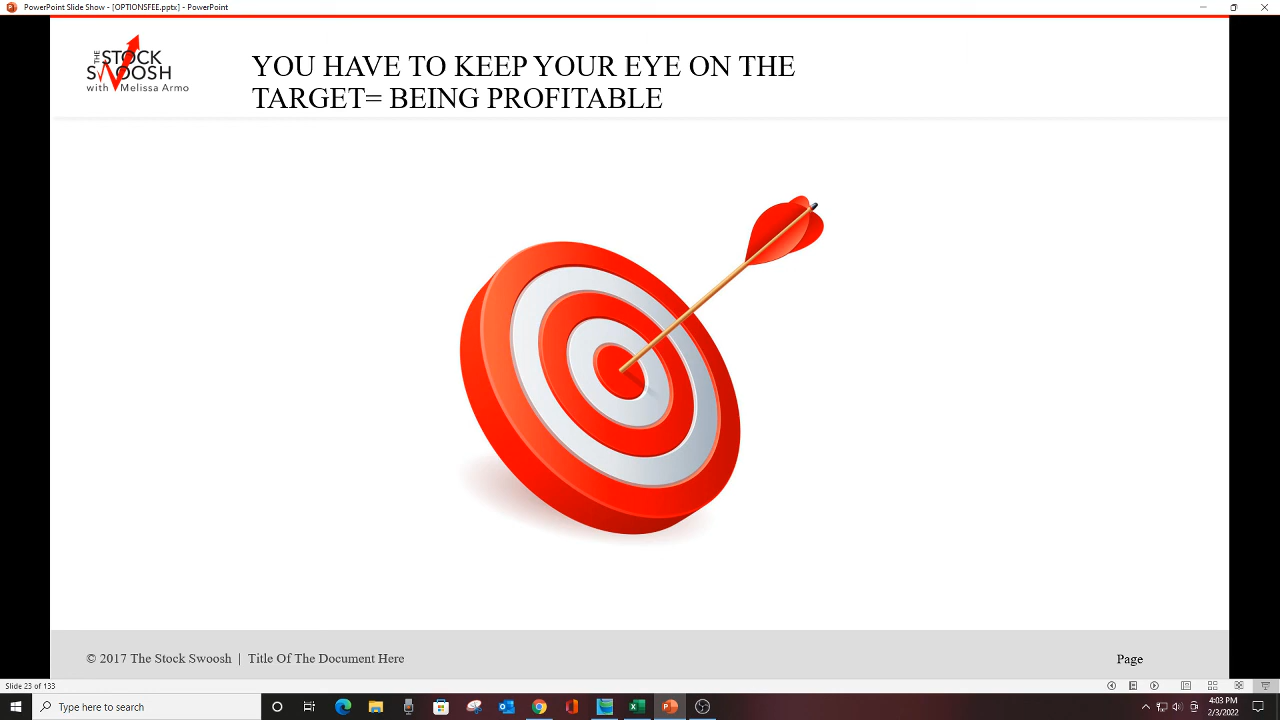 PowerPoint Slide Show - [OPTIONSFEE.pptx] - PowerPoint
THE
STOCK
SWOOSH
with Melissa Armo
YOU HAVE TO KEEP YOUR EYE ON THE
TARGET= BEING PROFITABLE
© 2017 The Stock Swoosh | Title Of The Document Here
Page
Slide 23 of 133
Type here to search
4:03 PM
2/3/2022